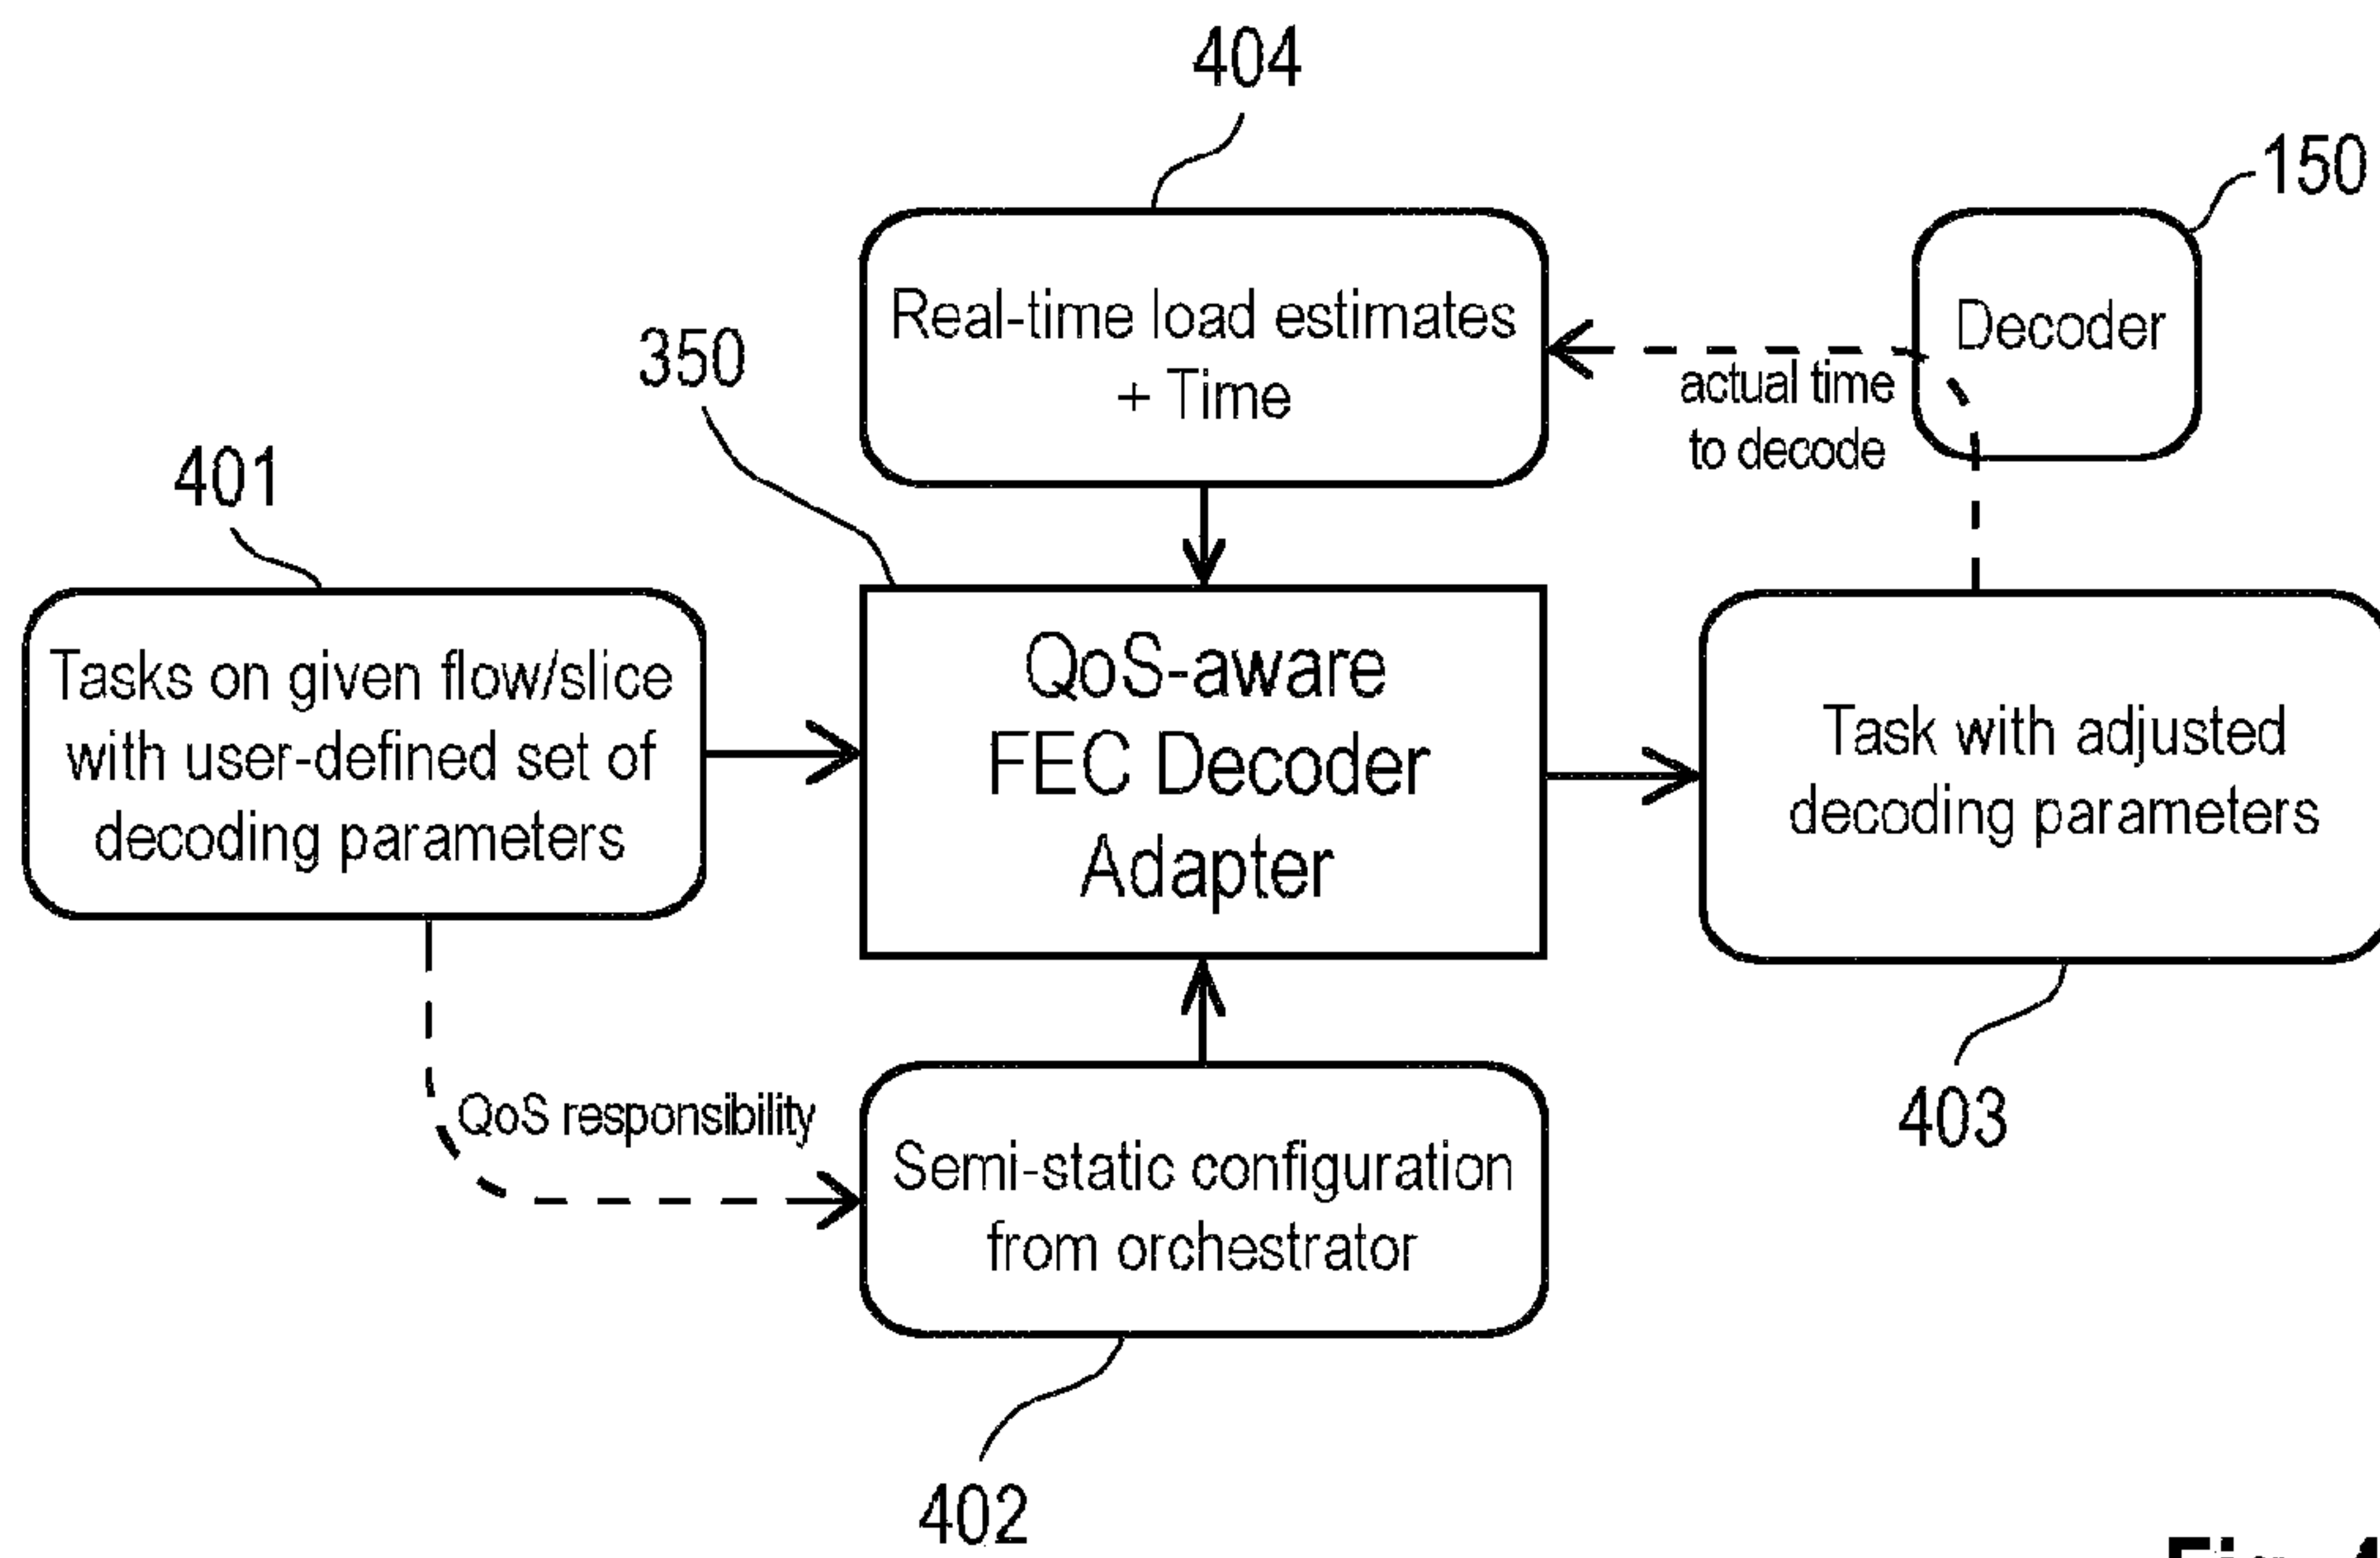 404
150
Real-time load estimates
+ Time
Decoder
actual time
to decode
350
401
Tasks on given flow/slice
with user-defined set of
decoding parameters
QoS-aware
FEC Decoder
Adapter
Task with adjusted
decoding parameters
QoS responsibility
Semi-static configuration
from orchestrator
403
402